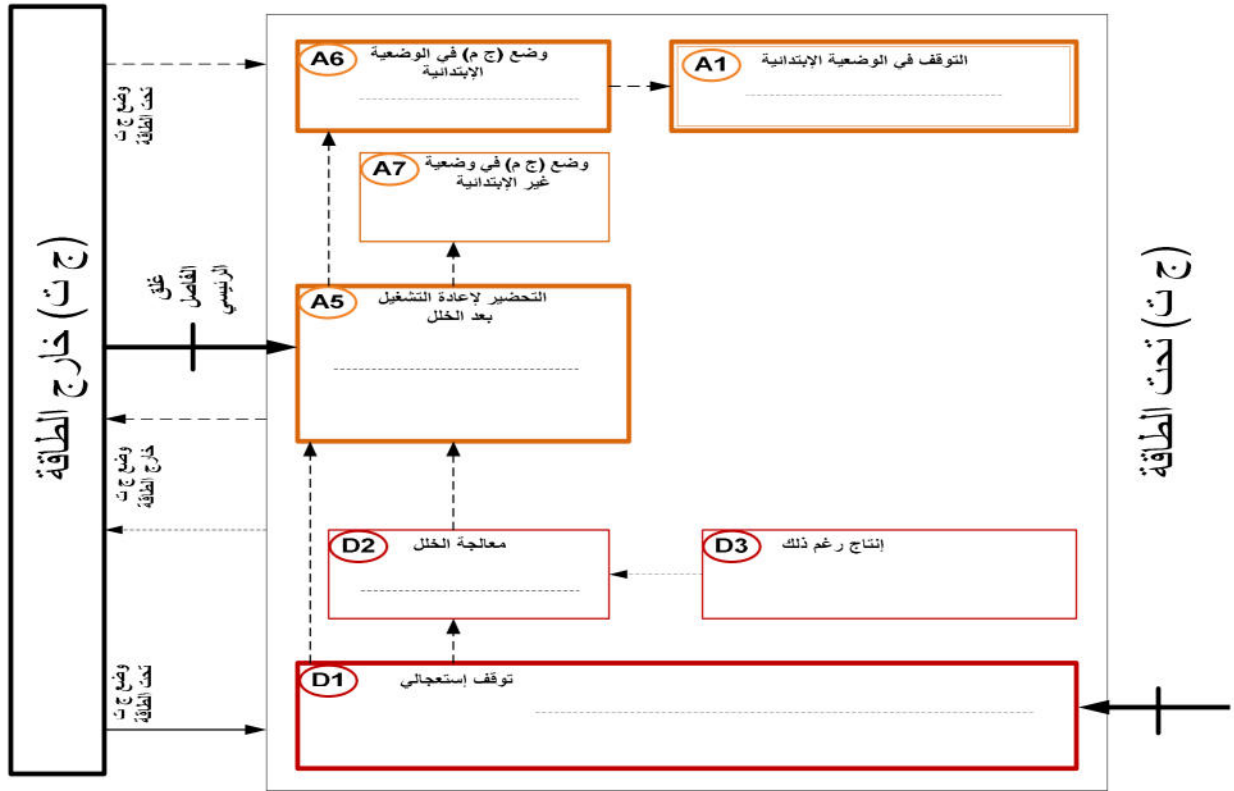 A6
وضع (ج م) في الوضعية
الإبتدائية
A1
التوقف في الوضعية الإبتدائية
A7
وضع (ج م) في وضعية
غير الإبتدائية
A5
التحضير لإعادة التشغيل
بعد الخلل
D2
معالجة الخلل
D3
إنتاج رغم ذلك
D1
توقف إستعجالي
(ج ت) تحت الطاقة
(ج ت) خارج الطاقة
وضع ج ت
تحت الطاقة
غلق
الفاصل
الرئيسي
وضع ج ت
خارج الطاقة
وضع ج ت
تحت الطاقة